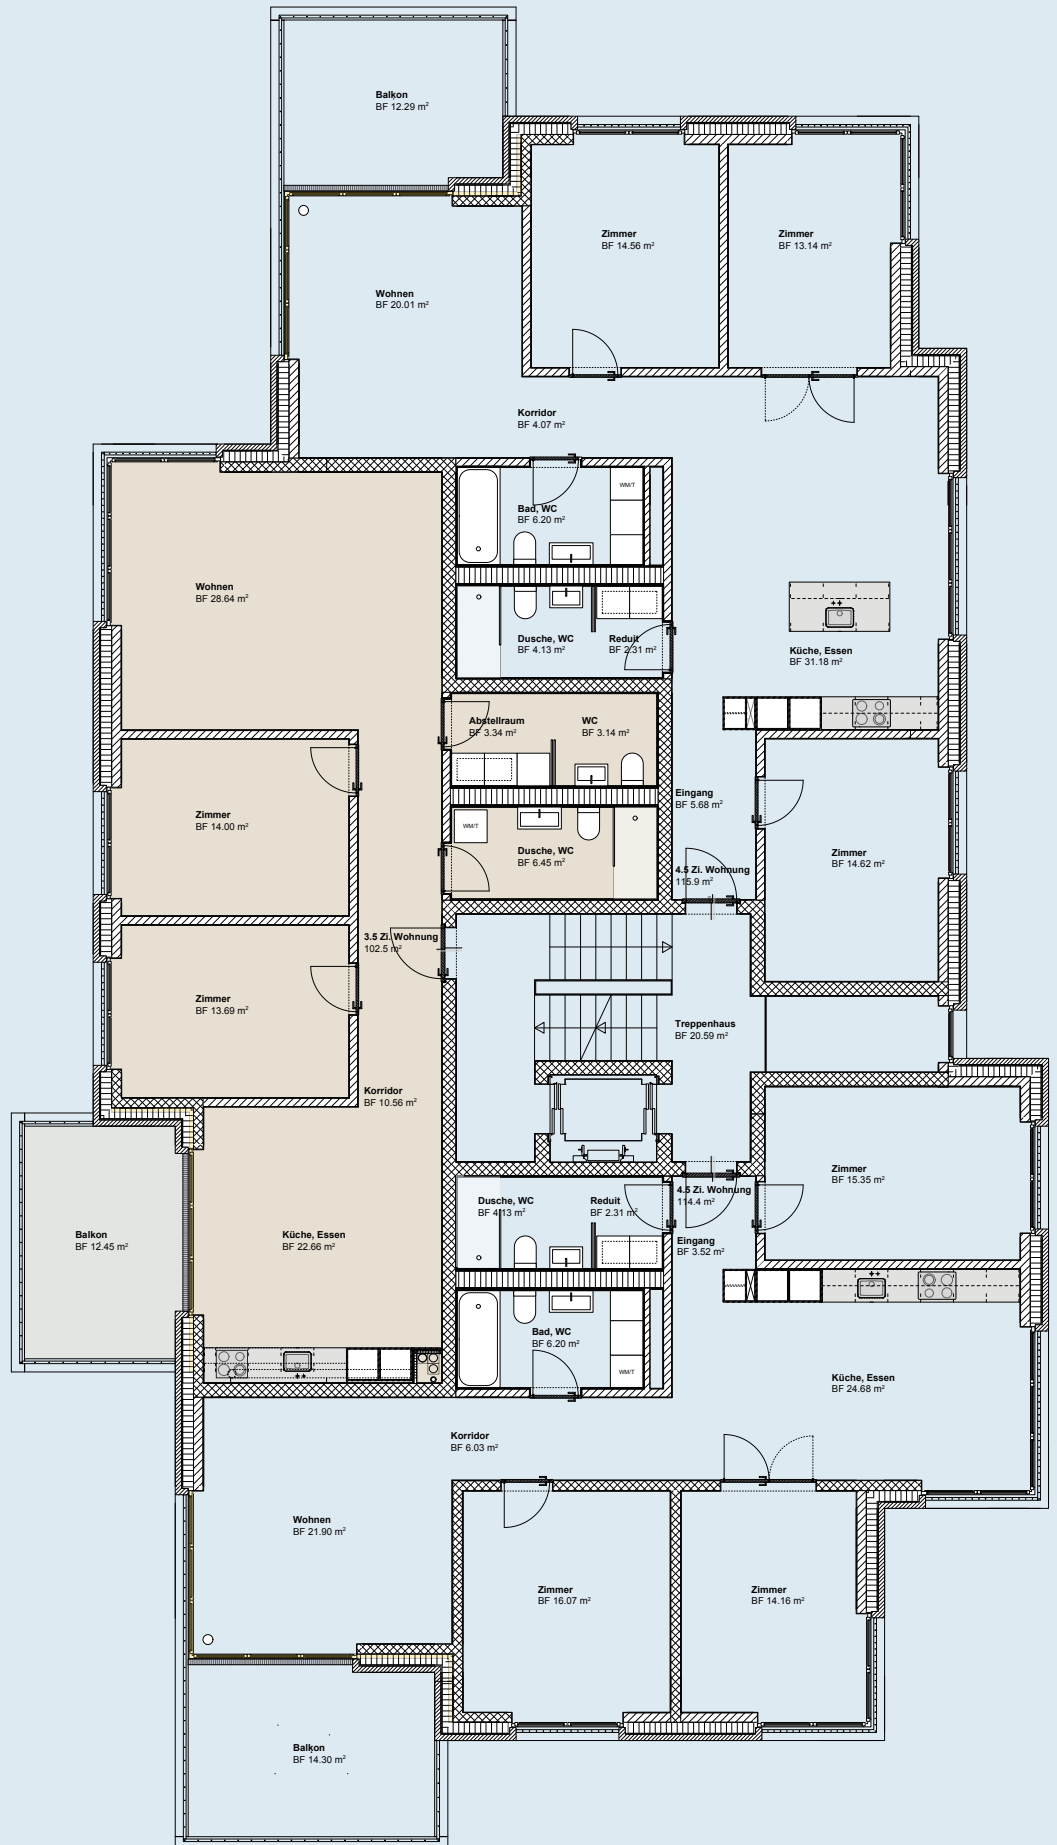 Balkon
BF 12.29 m²
Zimmer
BF 14.56 m²
Zimmer
BF 13.14 m²
Wohnen
BF 20.01 m²
Korridor
BF 4.07 m²
WM/T
Bad, WC
BF 6.20 m²
Wohnen
BF 28.64 m²
Dusche, WC
BF 4.13 m²
Reduit
BF 2.31 m²
Küche, Essen
BF 31.18 m²
Abstellraum
BF 3.34 m²
WC
BF 3.14 m²
Eingang
BF 5.68 m²
Zimmer
BF 14.00 m²
WM/T
Dusche, WC
BF 6.45 m²
Zimmer
BF 14.62 m²
4.5 Zi. Wohnung
115.9 m²
3.5 Zi. Wohnung
102.5 m²
Zimmer
BF 13.69 m²
Treppenhaus
BF 20.59 m²
Korridor
BF 10.56 m²
Zimmer
BF 15.35 m²
4.5 Zi. Wohnung
114.4 m²
Dusche, WC
BF 4.13 m²
Reduit
BF 2.31 m²
Balkon
BF 12.45 m²
Küche, Essen
BF 22.66 m²
Eingang
BF 3.52 m²
Bad, WC
BF 6.20 m²
WM/T
Küche, Essen
BF 24.68 m²
Korridor
BF 6.03 m²
Wohnen
BF 21.90 m²
Zimmer
BF 16.07 m²
Zimmer
BF 14.16 m²
Balkon
BF 14.30 m²